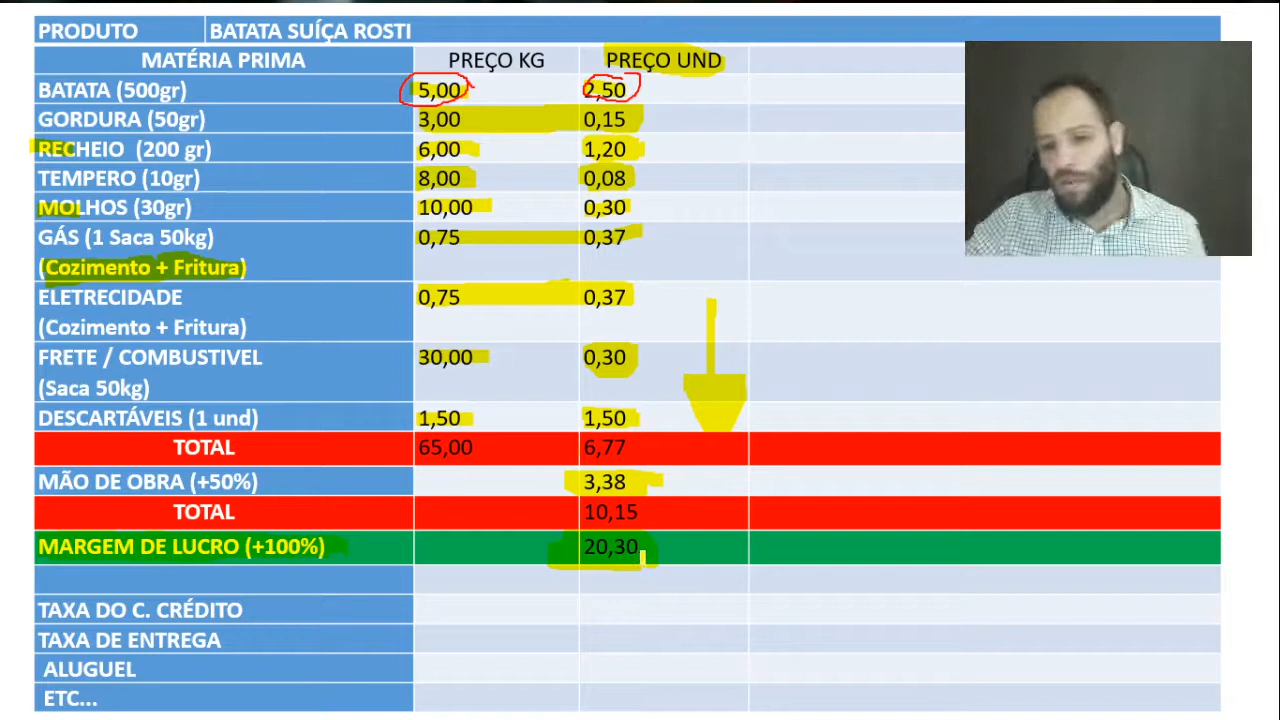 PRODUTO BATATA SUÍÇA ROSTI
MATÉRIA PRIMA PREÇO KG PREÇO UND
BATATA (500gr) 5,00 2,50
GORDURA (50gr) 3,00 0,15
RECHEIO (200 gr) 6,00 1,20
TEMPERO (10gr) 8,00 0,08
MOLHOS (30gr) 10,00 0,30
GÁS (1 Saca 50kg) 0,75 0,37
(Cozimento + Fritura)
ELETRECIDADE 0,75 0,37
(Cozimento + Fritura)
FRETE / COMBUSTIVEL 30,00 0,30
(Saca 50kg)
DESCARTÁVEIS (1 und) 1,50 1,50
TOTAL 65,00 6,77
MÃO DE OBRA (+50%) 3,38
TOTAL 10,15
MARGEM DE LUCRO (+100%) 20,30
TAXA DO C. CRÉDITO
TAXA DE ENTREGA
ALUGUEL
ETC...